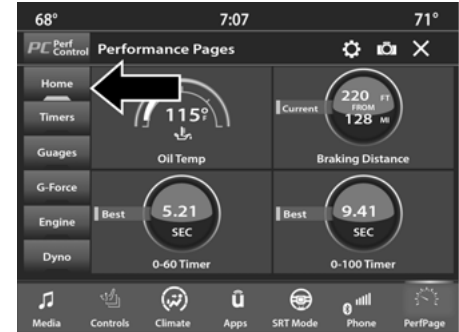 68°
7:07
71°
PC Perf Control
Performance Pages
Home
Timers
Guages
G-Force
Engine
Dyno
115°F
Oil Temp
Current
220 FT
FROM
128 MI
Braking Distance
Best
5.21
SEC
0-60 Timer
Best
9.41
SEC
0-100 Timer
Media
Controls
Climate
Apps
SRT Mode
0
Phone
PerfPage